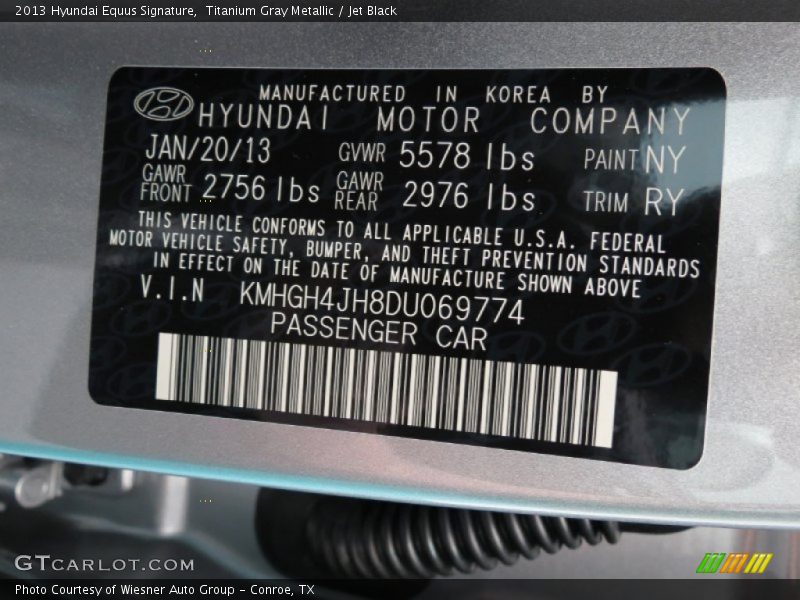 2013 Hyundai Equus Signature,  Titanium Gray Metallic / Jet Black
MANUFACTURED IN KOREA BY
HYUNDAI MOTOR COMPANY
JAN/20/13 GVWR 5578 lbs PAINT NY
GAWR FRONT 2756 lbs GAWR REAR 2976 lbs TRIM RY
THIS VEHICLE CONFORMS TO ALL APPLICABLE U.S.A. FEDERAL
MOTOR VEHICLE SAFETY, BUMPER, AND THEFT PREVENTION STANDARDS
IN EFFECT ON THE DATE OF MANUFACTURE SHOWN ABOVE
V.I.N KMHGH4JH8DU069774
PASSENGER CAR
GTCARLOT.COM
Photo Courtesy of Wiesner Auto Group - Conroe, TX